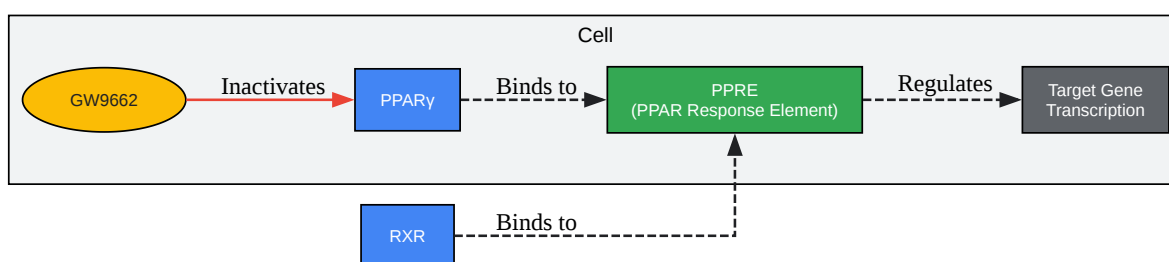 Cell
GW9662
Inactivates
PPARγ
Binds to
PPRE
(PPAR Response Element)
Regulates
Target Gene
Transcription
RXR
Binds to